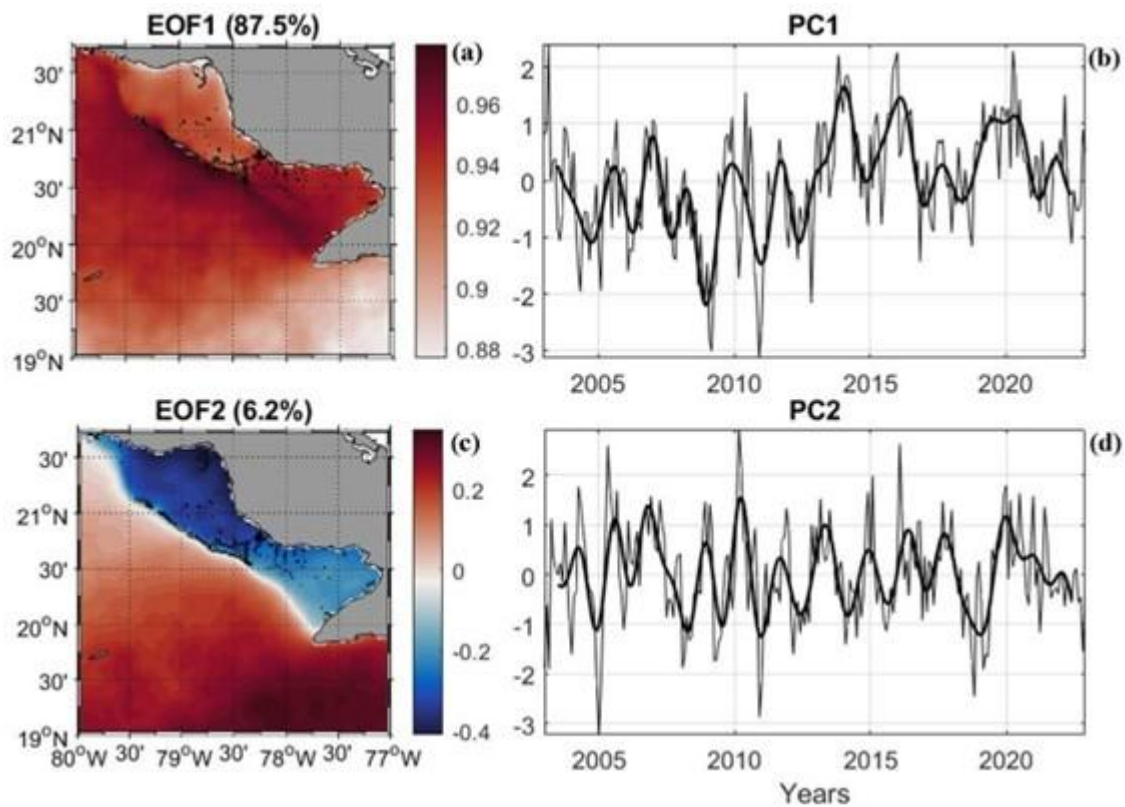 EOF1 (87.5%)
PC1
(a)
(b)
30'
21°N
30'
20°N
30'
19°N
0.96
0.94
0.92
0.9
0.88
2
1
0
-1
-2
-3
2005
2010
2015
2020
EOF2 (6.2%)
PC2
(c)
(d)
30'
21°N
30'
20°N
30'
19°N
80°W
30'
79°W
30'
78°W
30'
77°W
0.2
0
-0.2
-0.4
2
1
0
-1
-2
-3
2005
2010
2015
2020
Years